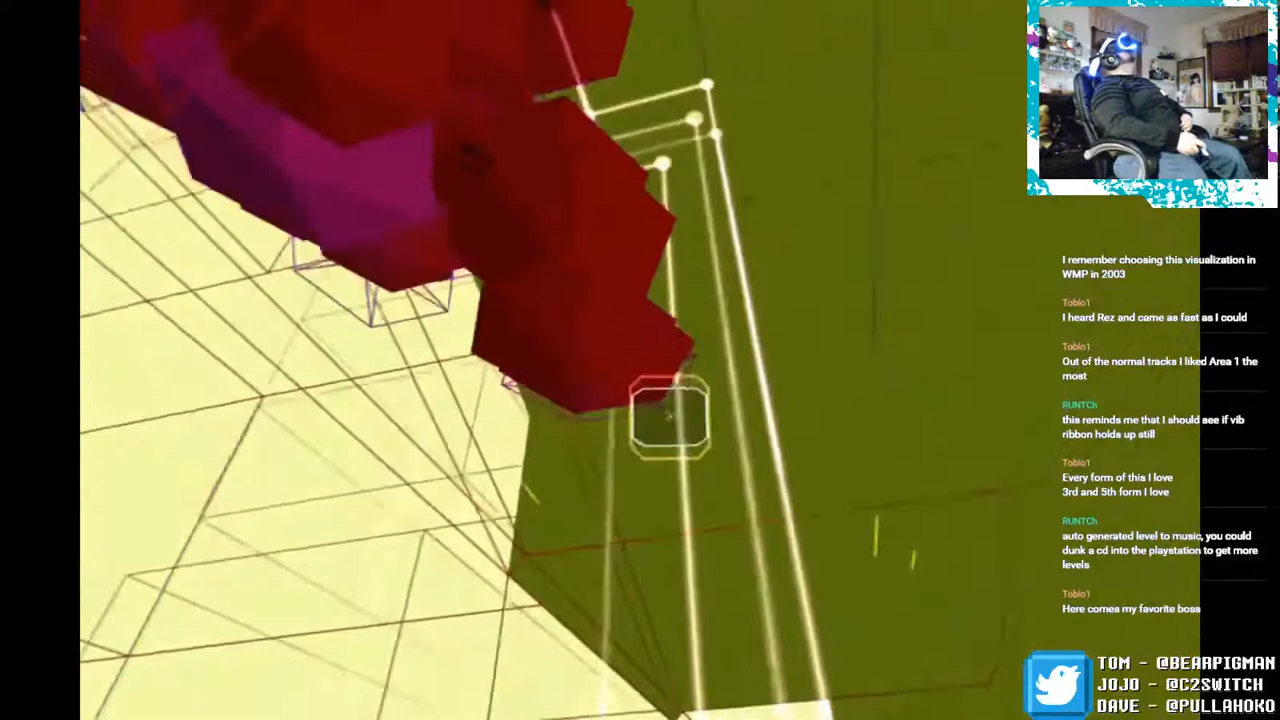 I remember choosing this visualization in
WMP in 2003
Toblo1
I heard Rez and came as fast as I could
Toblo1
Out of the normal tracks I liked Area 1 the
most
RUNTCh
this reminds me that I should see if vib
ribbon holds up still
Toblo1
Every form of this I love
3rd and 5th form I love
RUNTCh
auto generated level to music, you could
dunk a cd into the playstation to get more
levels
Toblo1
Here comes my favorite boss
TOM - @BEARPIGMAN
JOJO - @C2SWITCH
DAVE - @PULLAHOKO